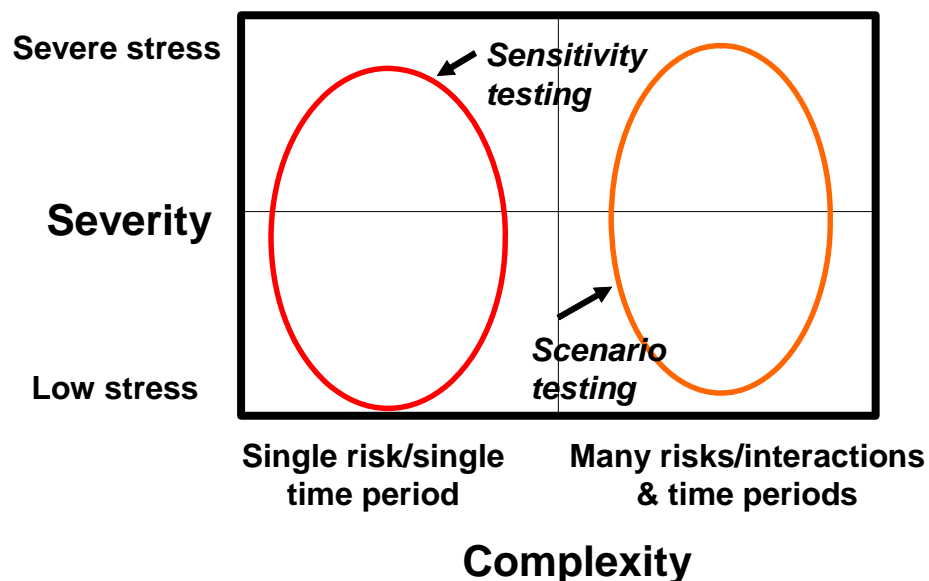 Severe stress
Sensitivity
testing
Severity
Scenario
testing
Low stress
Single risk/single
time period
Many risks/interactions
& time periods
Complexity